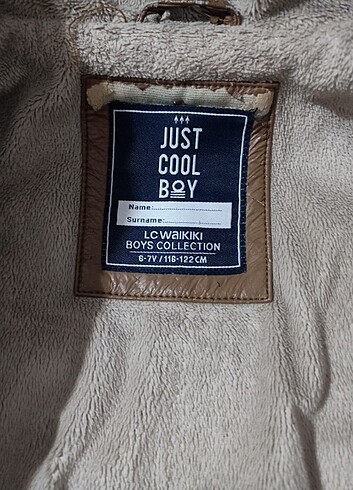 JUST
COOL
BOY
Name:
Surname:
LC WAIKIKI
BOYS COLLECTION
6-7Y / 116-122 CM